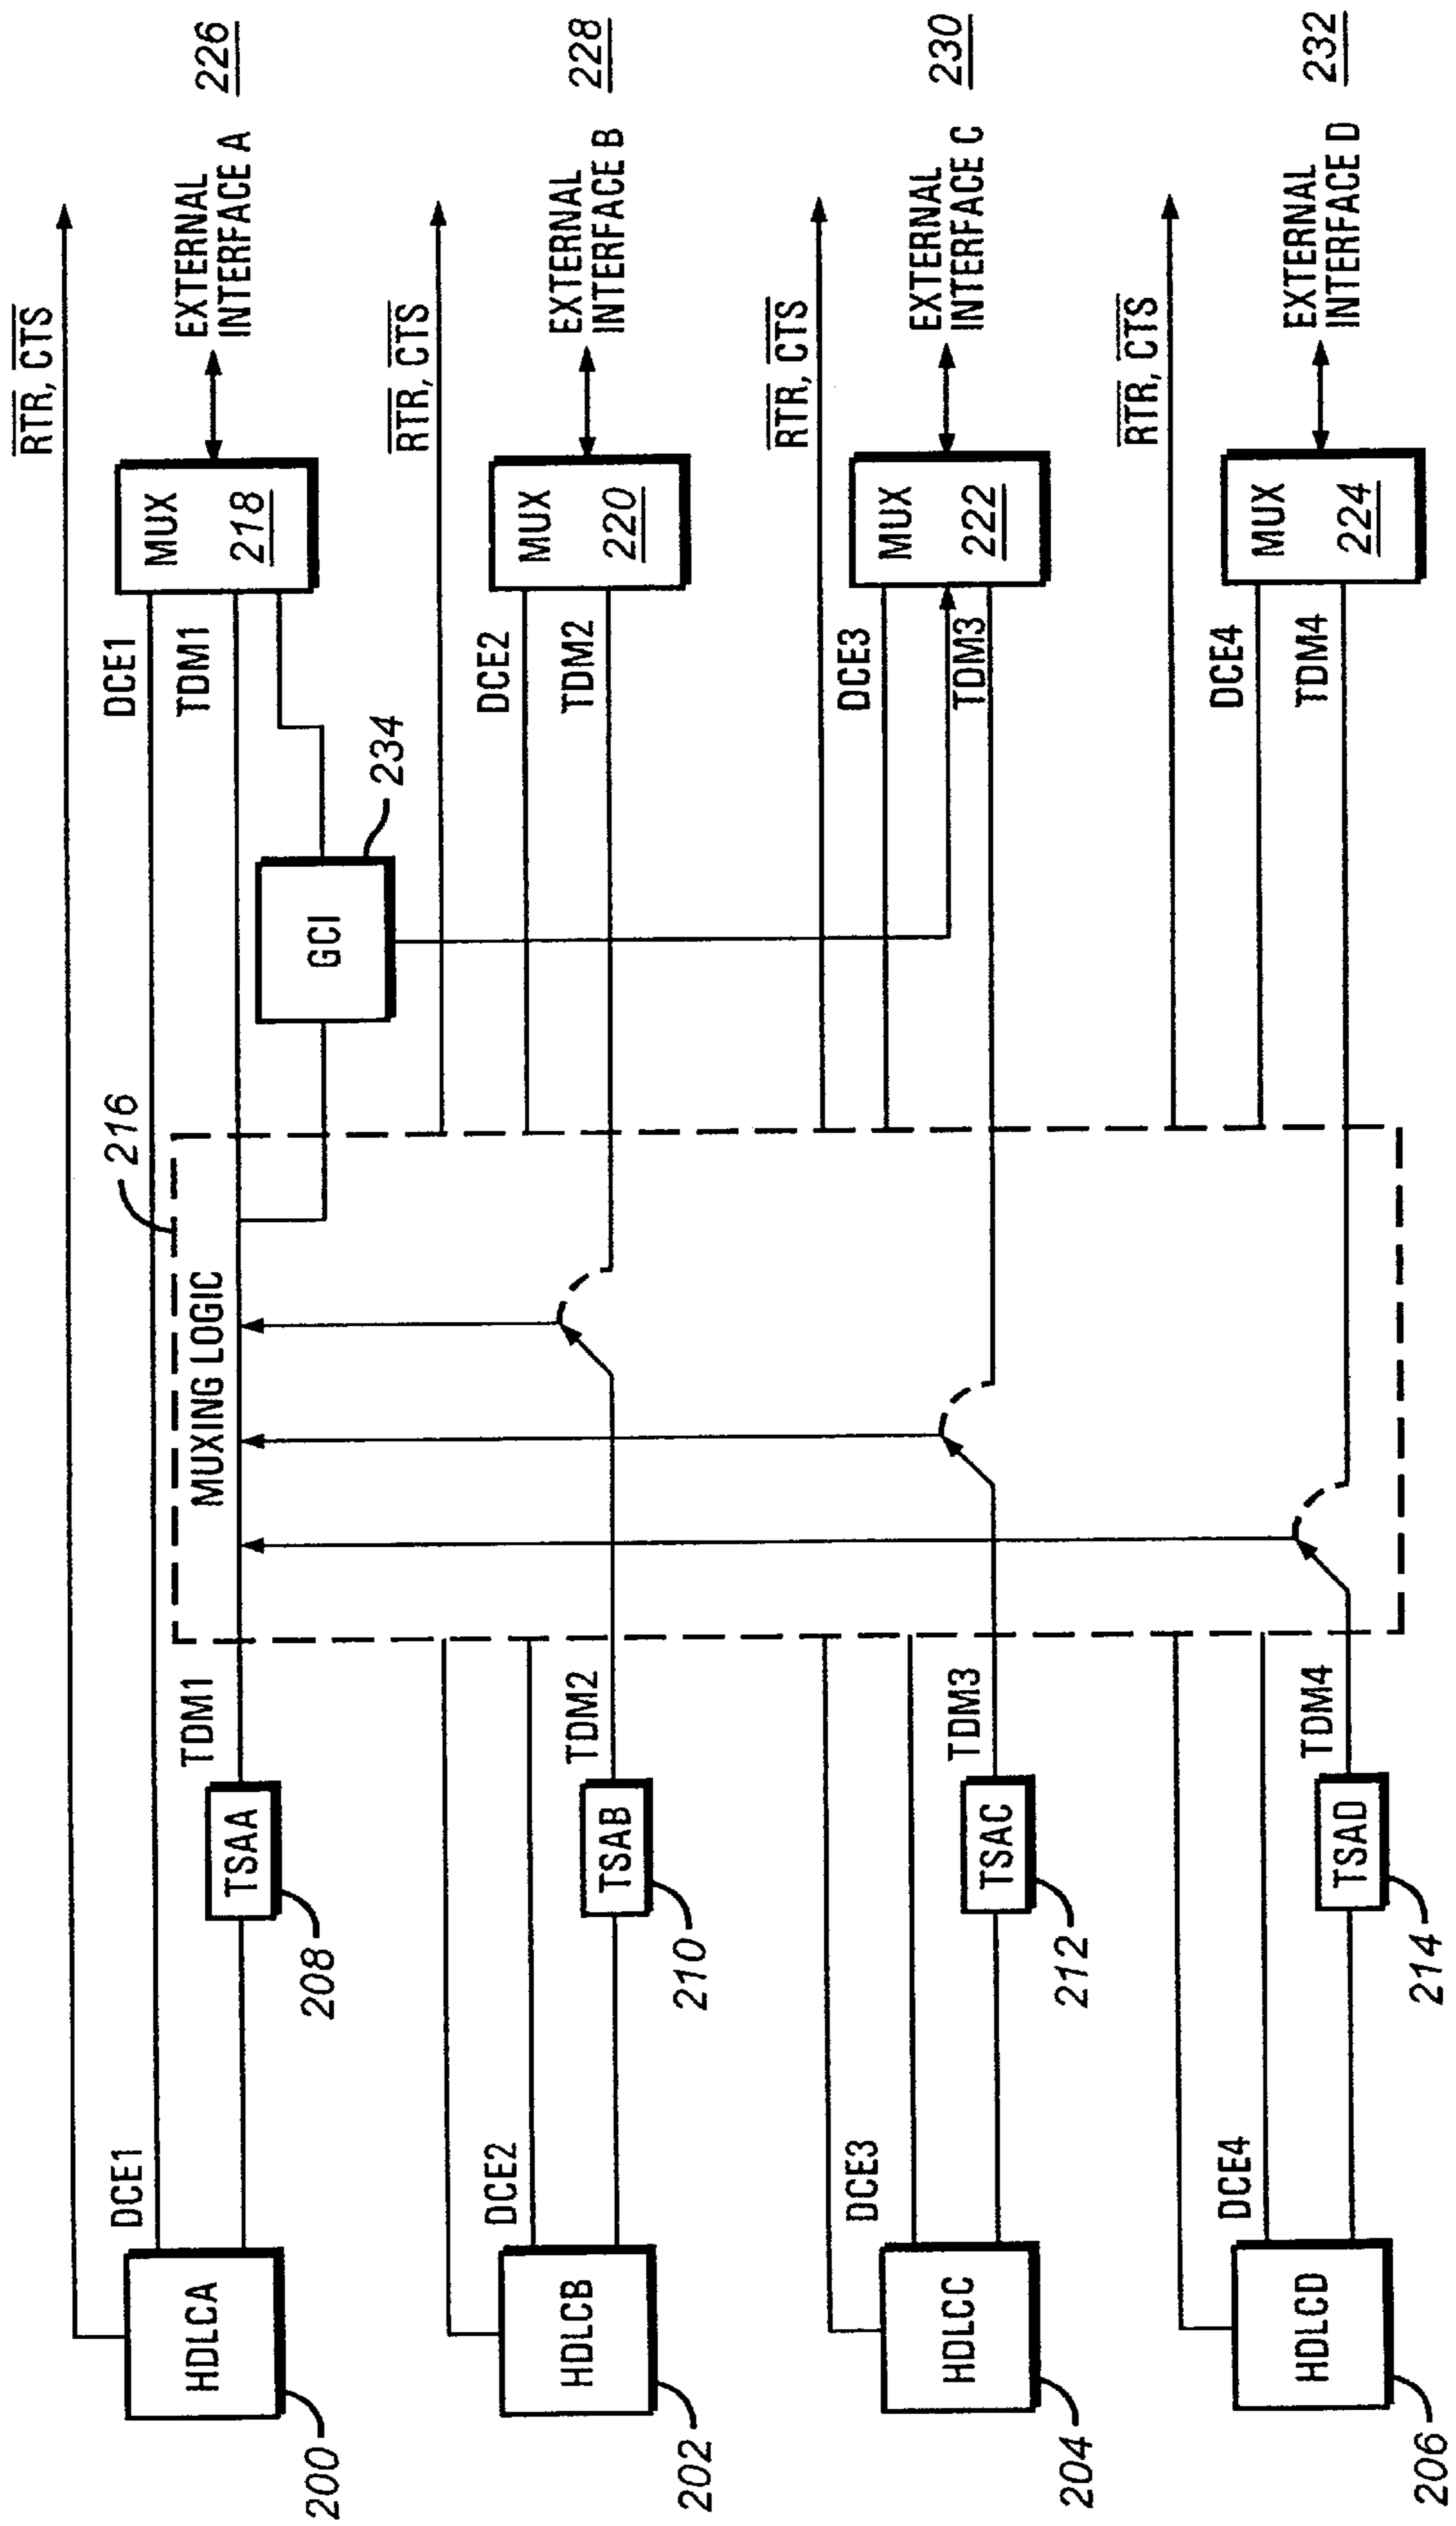 RTR, CTS
DCE1
DCE1
MUX
218
EXTERNAL
INTERFACE A
226
HDLCA
200
TSAA
208
TDM1
MUXING LOGIC
216
TDM1
GCI
234
RTR, CTS
DCE2
DCE2
MUX
220
EXTERNAL
INTERFACE B
228
HDLCB
202
TSAB
210
TDM2
TDM2
RTR, CTS
DCE3
DCE3
MUX
222
EXTERNAL
INTERFACE C
230
HDLCC
204
TSAC
212
TDM3
TDM3
RTR, CTS
DCE4
DCE4
MUX
224
EXTERNAL
INTERFACE D
232
HDLCD
206
TSAD
214
TDM4
TDM4